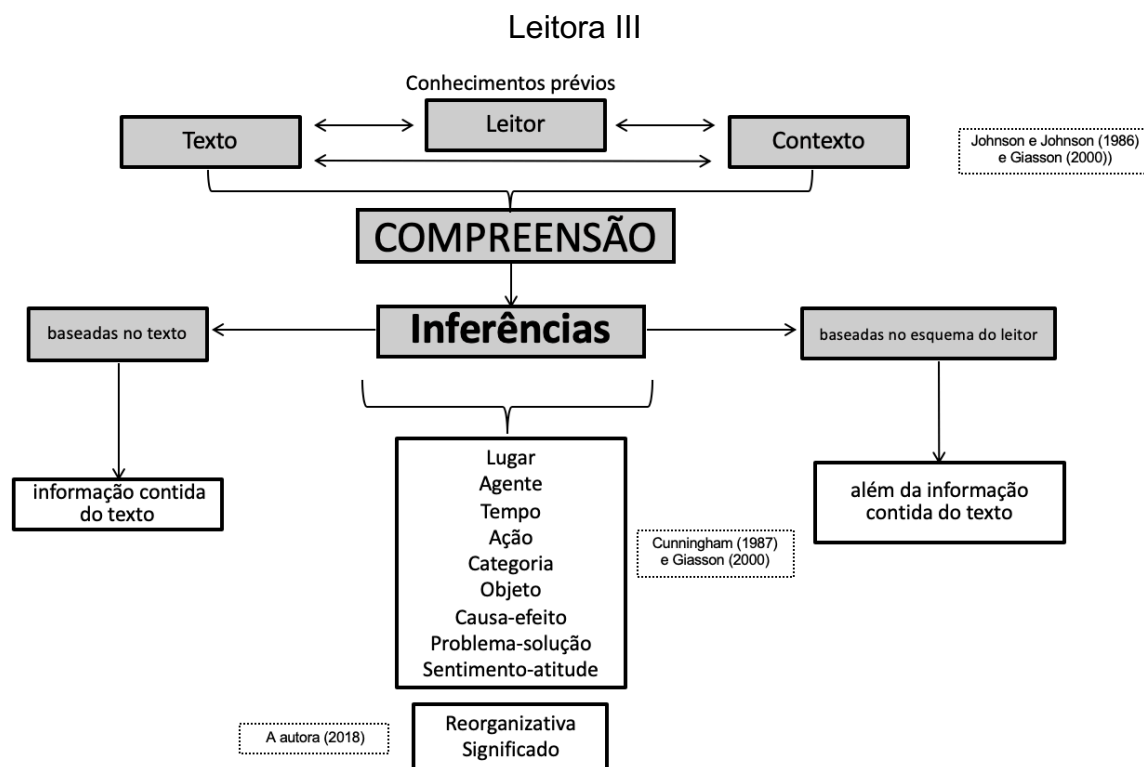 Leitora III
Conhecimentos prévios
Texto
Leitor
Contexto
Johnson e Johnson (1986)
e Giasson (2000))
COMPREENSÃO
baseadas no texto
Inferências
baseadas no esquema do leitor
informação contida
do texto
Lugar
Agente
Tempo
Ação
Categoria
Objeto
Causa-efeito
Problema-solução
Sentimento-atitude
além da informação
contida do texto
Cunningham (1987)
e Giasson (2000)
A autora (2018)
Reorganizativa
Significado